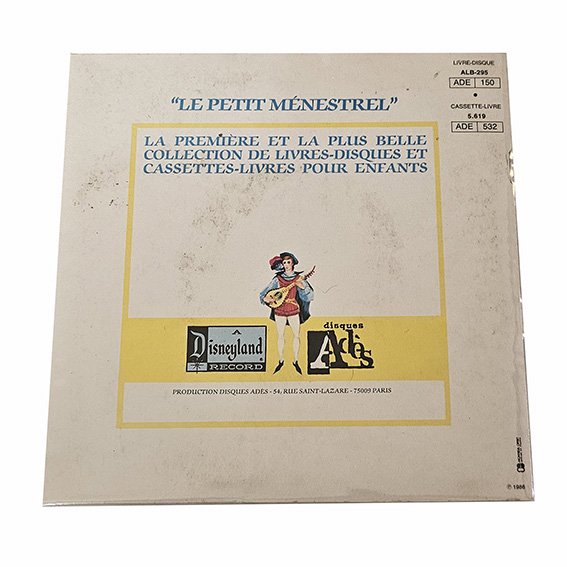 LIVRE-DISQUE
ALB-295
ADE 150
•
CASSETTE-LIVRE
5.619
ADE 532
"LE PETIT MÉNESTREL"
LA PREMIÈRE ET LA PLUS BELLE
COLLECTION DE LIVRES-DISQUES ET
CASSETTES-LIVRES POUR ENFANTS
A
Disneyland
RECORD
disques
Adès
PRODUCTION DISQUES ADÈS - 54, RUE SAINT-LAZARE - 75009 PARIS
℗ 1986